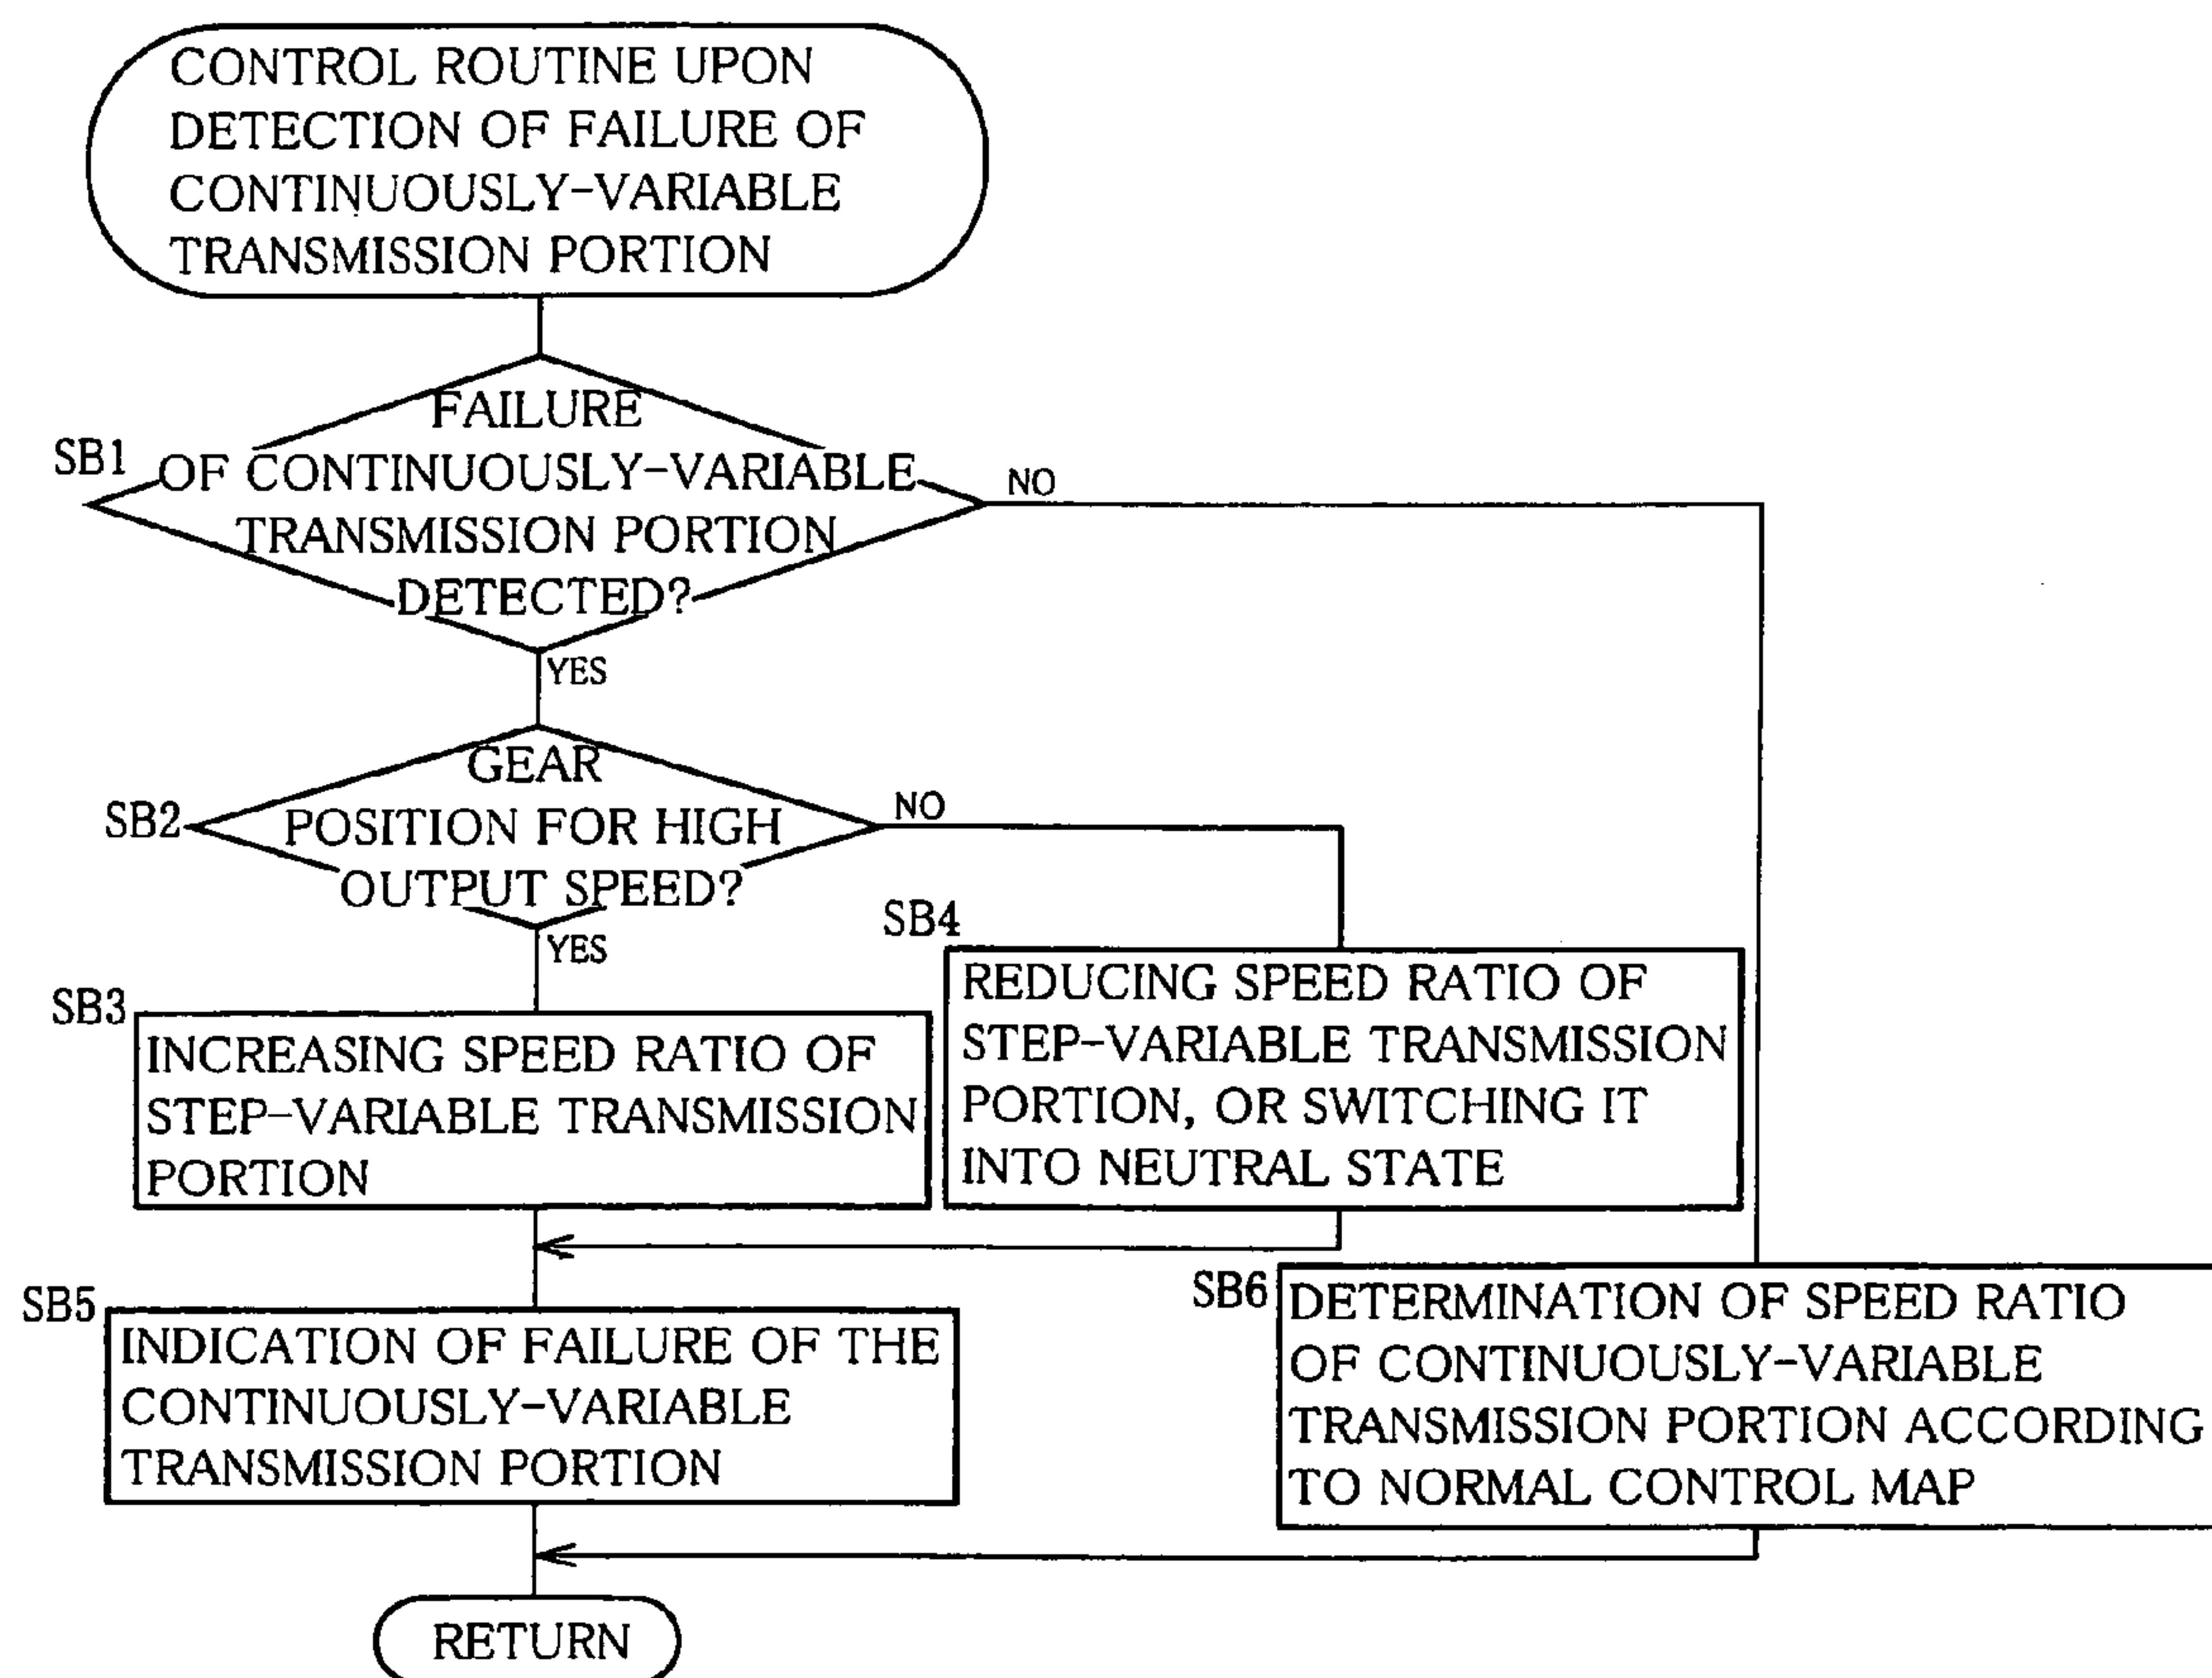 CONTROL ROUTINE UPON
DETECTION OF FAILURE OF
CONTINUOUSLY-VARIABLE
TRANSMISSION PORTION
SB1
FAILURE
OF CONTINUOUSLY-VARIABLE
TRANSMISSION PORTION
DETECTED?
NO
YES
SB2
GEAR
POSITION FOR HIGH
OUTPUT SPEED?
NO
YES
SB3
INCREASING SPEED RATIO OF
STEP-VARIABLE TRANSMISSION
PORTION
SB4
REDUCING SPEED RATIO OF
STEP-VARIABLE TRANSMISSION
PORTION, OR SWITCHING IT
INTO NEUTRAL STATE
SB5
INDICATION OF FAILURE OF THE
CONTINUOUSLY-VARIABLE
TRANSMISSION PORTION
SB6
DETERMINATION OF SPEED RATIO
OF CONTINUOUSLY-VARIABLE
TRANSMISSION PORTION ACCORDING
TO NORMAL CONTROL MAP
RETURN